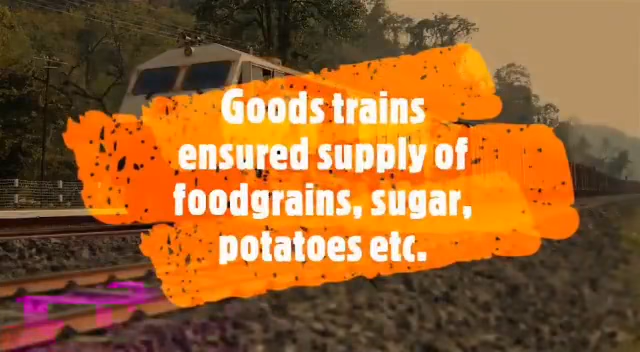 Goods trains
ensured supply of
foodgrains, sugar,
potatoes etc.